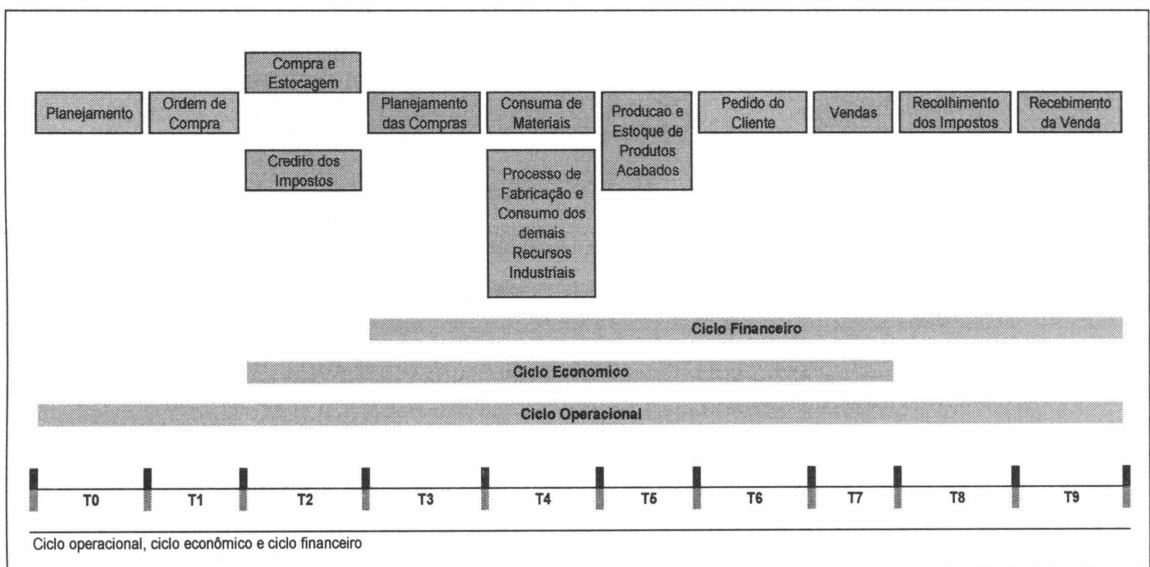 Compra e
Estocagem
Planejamento
Ordem de
Compra
Planejamento
das Compras
Consuma de
Materiais
Producao e
Estoque de
Produtos
Acabados
Pedido do
Cliente
Vendas
Recolhimento
dos Impostos
Recebimento
da Venda
Credito dos
Impostos
Processo de
Fabricação e
Consumo dos
demais
Recursos
Industriais
Ciclo Financeiro
Ciclo Economico
Ciclo Operacional
T0 T1 T2 T3 T4 T5 T6 T7 T8 T9
Ciclo operacional, ciclo econômico e ciclo financeiro